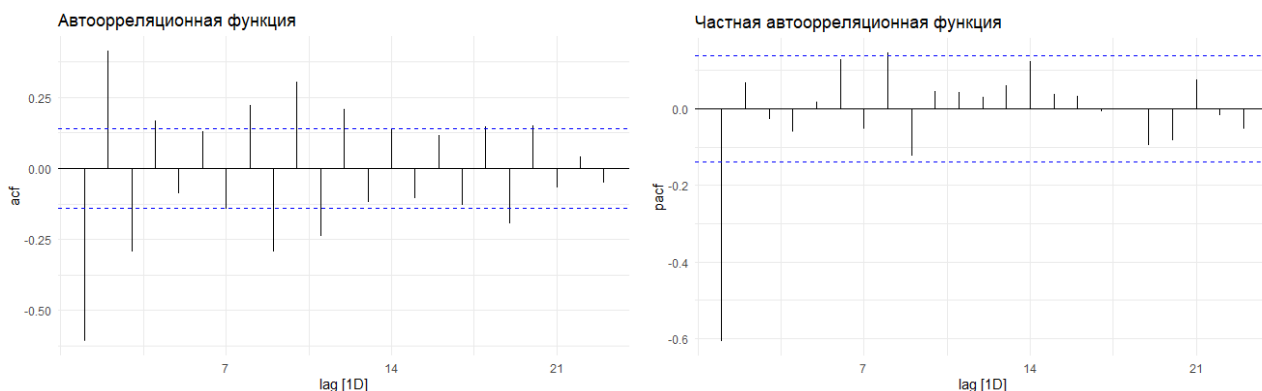 Автоорреляционная функция
0.25
0.00
-0.25
-0.50
acf
7
14
21
lag [1D]
Частная автоорреляционная функция
0.0
-0.2
-0.4
-0.6
pacf
7
14
21
lag [1D]